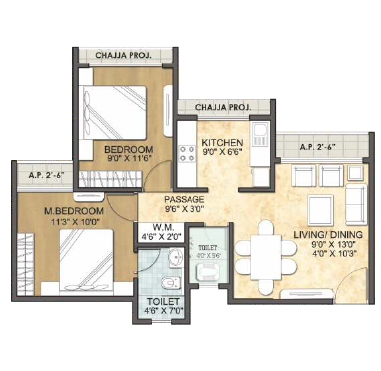 CHAJJA PROJ.
CHAJJA PROJ.
BEDROOM
9'0" X 11'6"
KITCHEN
9'0" X 6'6"
A.P. 2'-6"
A.P. 2'-6"
PASSAGE
9'6" X 3'0"
M.BEDROOM
11'3" X 10'0"
W.M.
4'6" X 2'0"
LIVING/ DINING
9'0" X 13'0"
4'0" X 10'3"
TOILET
TOILET
4'6" X 7'0"